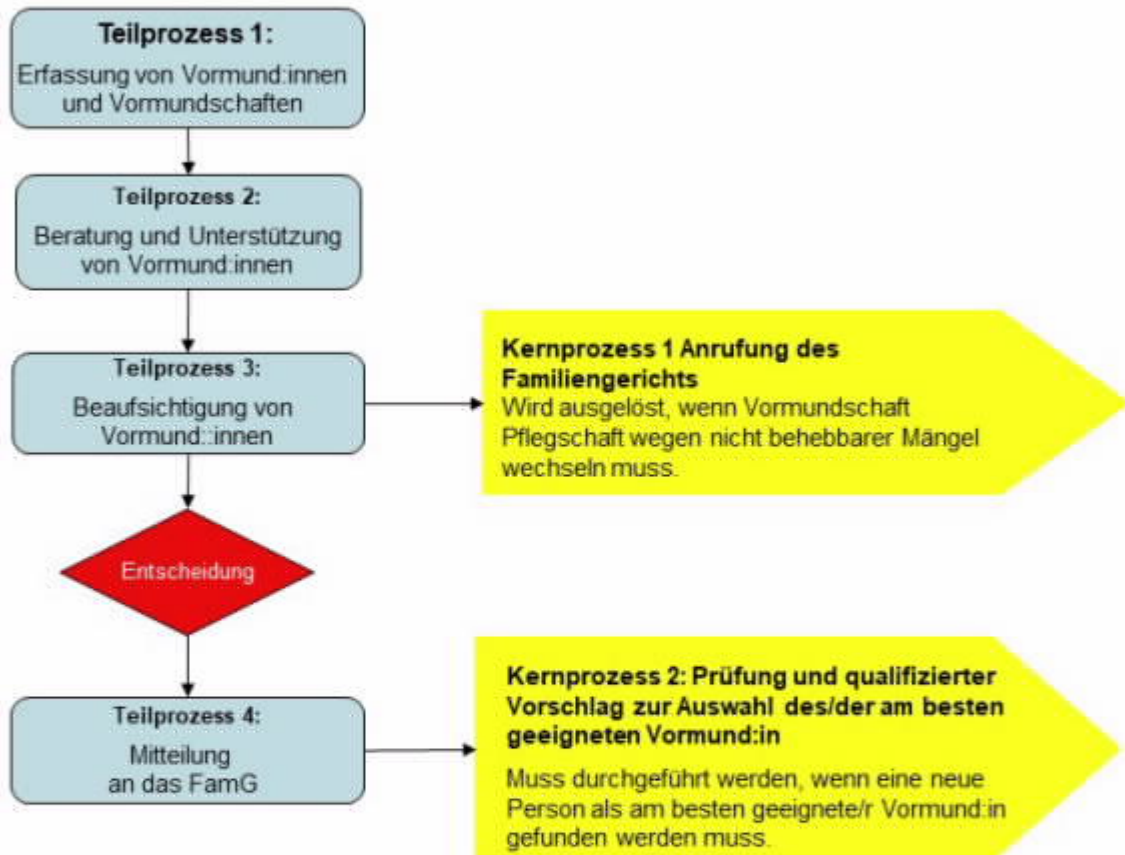 Teilprozess 1:
Erfassung von Vormund:innen
und Vormundschaften
Teilprozess 2:
Beratung und Unterstützung
von Vormund:innen
Teilprozess 3:
Beaufsichtigung von
Vormund::innen
Kernprozess 1 Anrufung des
Familiengerichts
Wird ausgelöst, wenn Vormundschaft
Pflegschaft wegen nicht behebbarer Mängel
wechseln muss.
Entscheidung
Teilprozess 4:
Mitteilung
an das FamG
Kernprozess 2: Prüfung und qualifizierter
Vorschlag zur Auswahl des/der am besten
geeigneten Vormund:in
Muss durchgeführt werden, wenn eine neue
Person als am besten geeignete/r Vormund:in
gefunden werden muss.